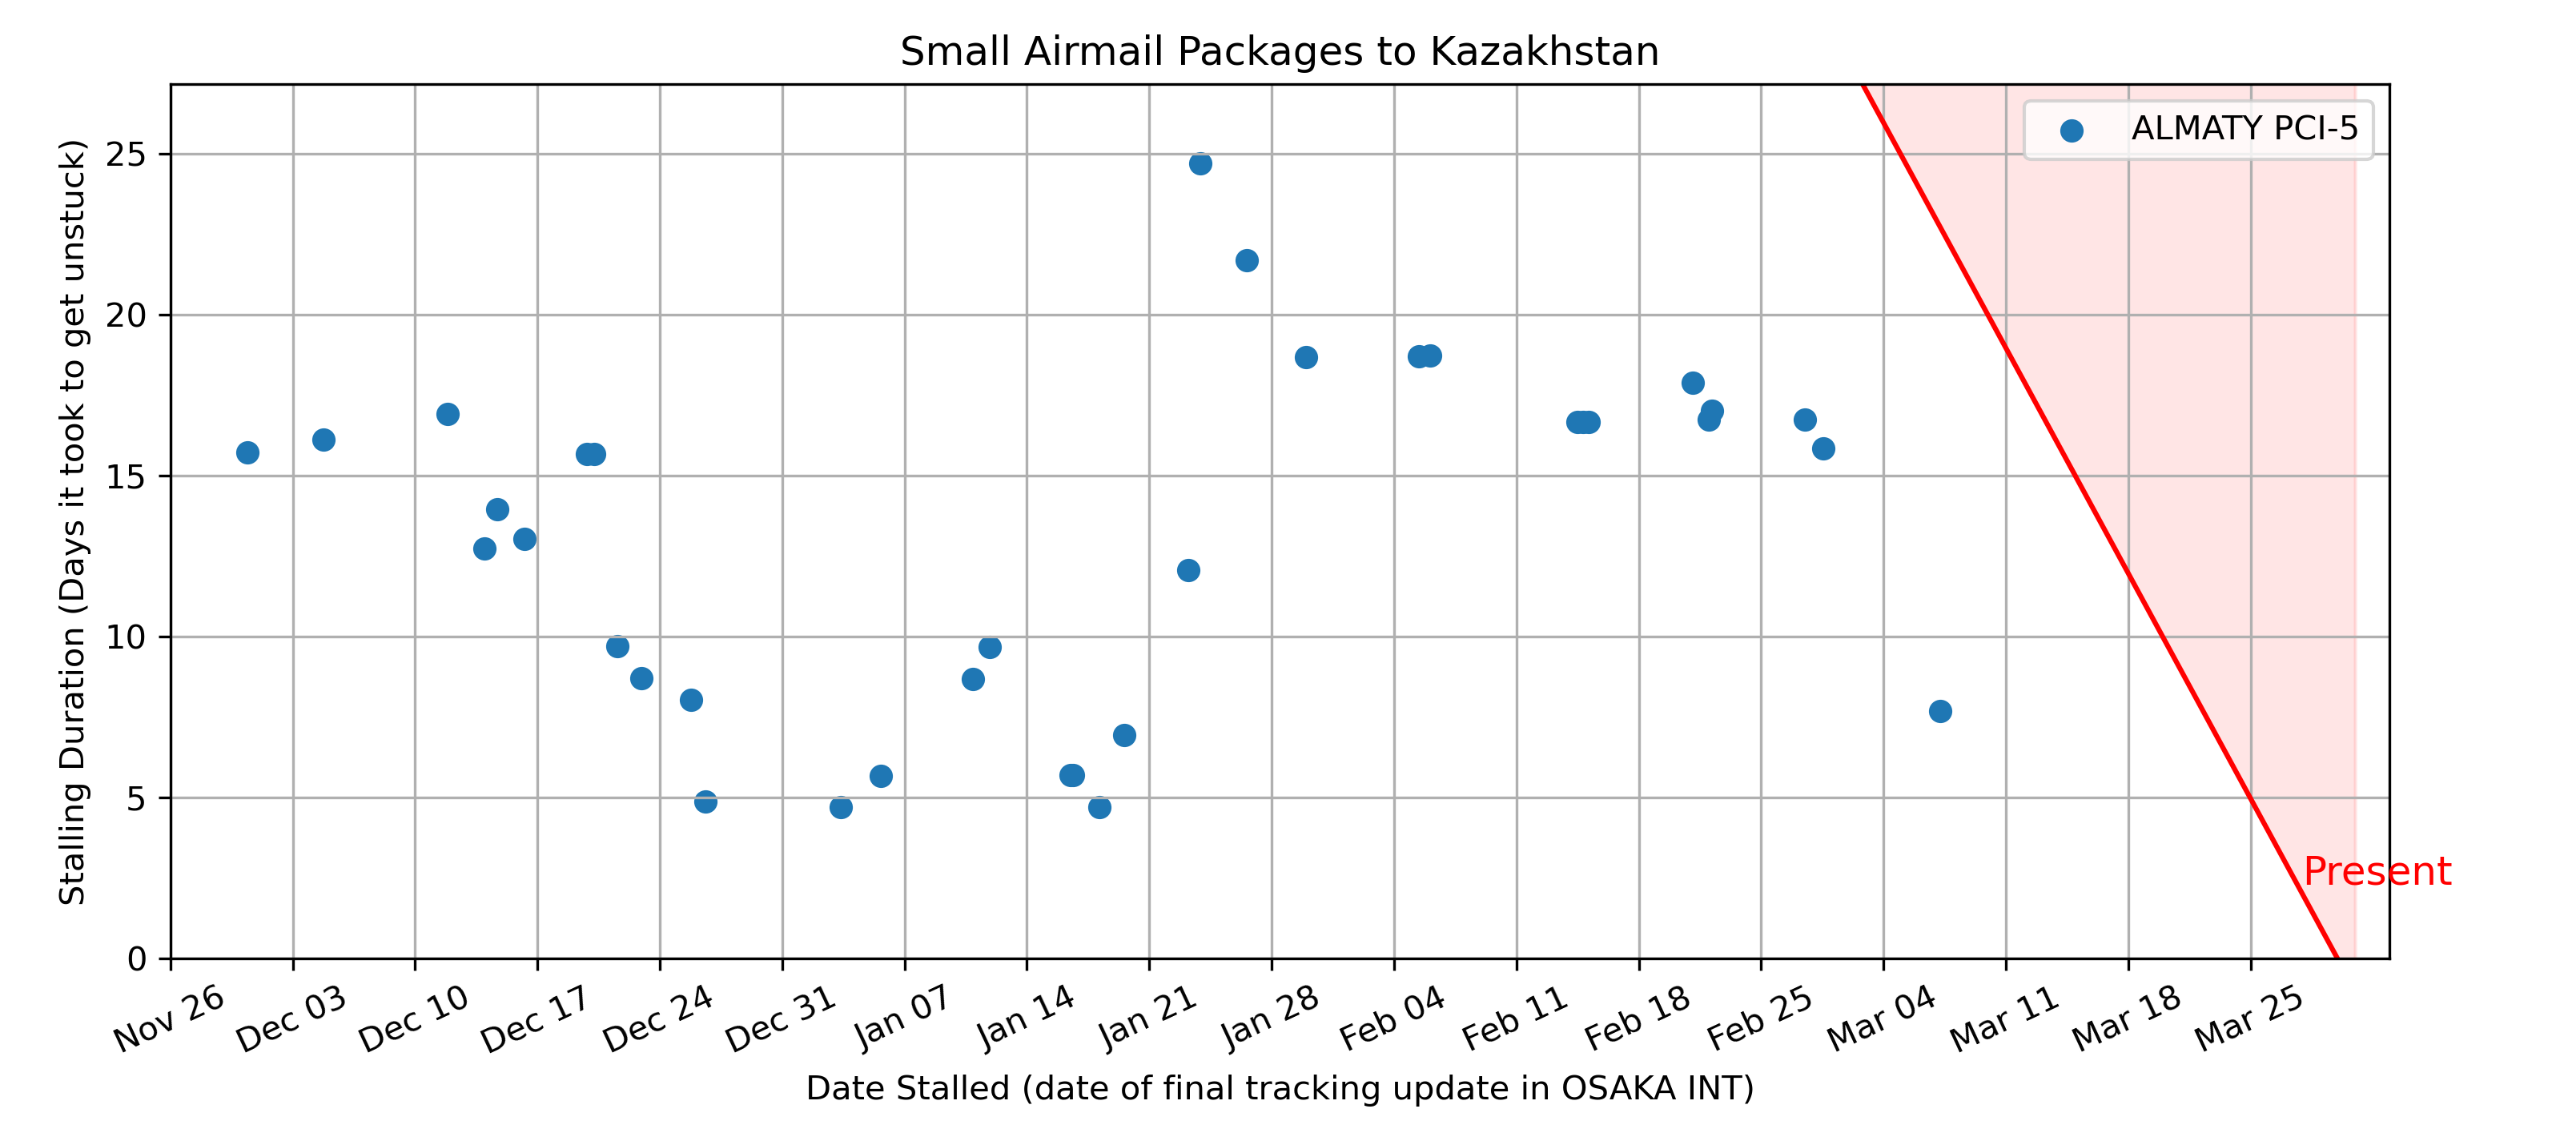 Small Airmail Packages to Kazakhstan
ALMATY PCI-5
Stalling Duration (Days it took to get unstuck)
25
20
15
10
5
0
Present
Nov 26
Dec 03
Dec 10
Dec 17
Dec 24
Dec 31
Jan 07
Jan 14
Jan 21
Jan 28
Feb 04
Feb 11
Feb 18
Feb 25
Mar 04
Mar 11
Mar 18
Mar 25
Date Stalled (date of final tracking update in OSAKA INT)